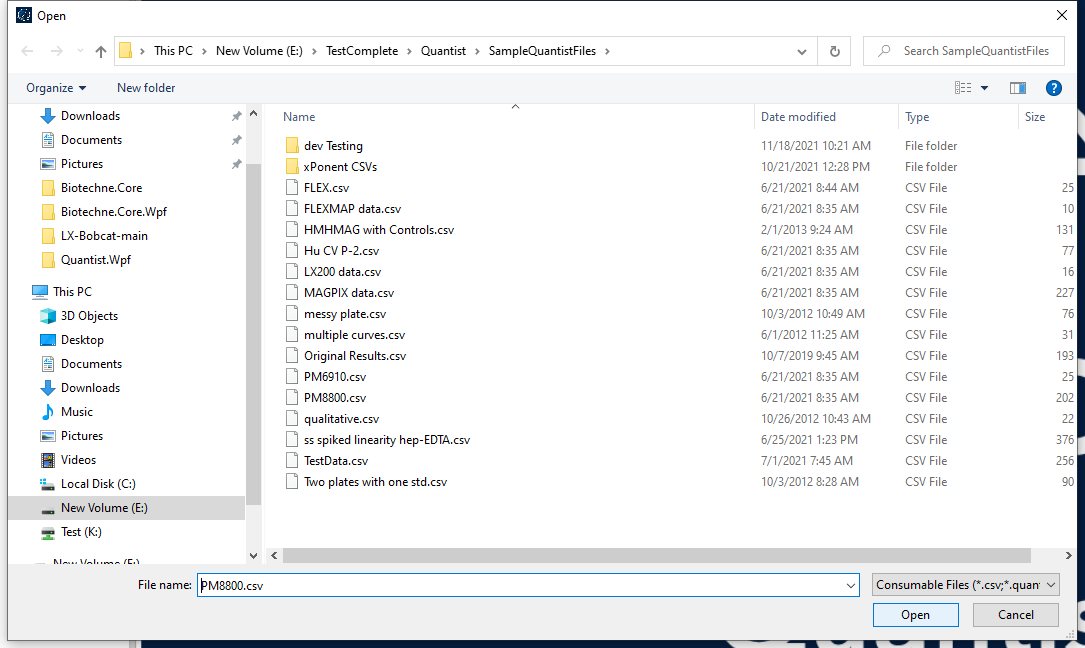 Open
This PC > New Volume (E:) > TestComplete > Quantist > SampleQuantistFiles >
Search SampleQuantistFiles
Organize
New folder
Downloads
Documents
Pictures
Biotechne.Core
Biotechne.Core.Wpf
LX-Bobcat-main
Quantist.Wpf
This PC
3D Objects
Desktop
Documents
Downloads
Music
Pictures
Videos
Local Disk (C:)
New Volume (E:)
Test (K:)
New Volume (E:)
Name Date modified Type Size
dev Testing 11/18/2021 10:21 AM File folder
xPonent CSVs 10/21/2021 12:28 PM File folder
FLEX.csv 6/21/2021 8:44 AM CSV File 25
FLEXMAP data.csv 6/21/2021 8:35 AM CSV File 10
HMHMAG with Controls.csv 2/1/2013 9:24 AM CSV File 131
Hu CV P-2.csv 6/21/2021 8:35 AM CSV File 77
LX200 data.csv 6/21/2021 8:35 AM CSV File 16
MAGPIX data.csv 6/21/2021 8:35 AM CSV File 227
messy plate.csv 10/3/2012 10:49 AM CSV File 76
multiple curves.csv 6/1/2012 11:25 AM CSV File 31
Original Results.csv 10/7/2019 9:45 AM CSV File 193
PM6910.csv 6/21/2021 8:35 AM CSV File 25
PM8800.csv 6/21/2021 8:35 AM CSV File 202
qualitative.csv 10/26/2012 10:43 AM CSV File 22
ss spiked linearity hep-EDTA.csv 6/25/2021 1:23 PM CSV File 376
TestData.csv 7/1/2021 7:45 AM CSV File 256
Two plates with one std.csv 10/3/2012 8:28 AM CSV File 90
File name: PM8800.csv
Consumable Files (*.csv;*.quan
Open
Cancel